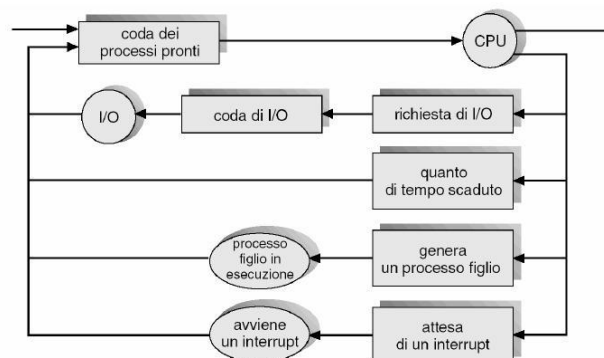 coda dei
processi pronti
CPU
I/O
coda di I/O
richiesta di I/O
quanto
di tempo scaduto
processo
figlio in
esecuzione
genera
un processo figlio
avviene
un interrupt
attesa
di un interrupt